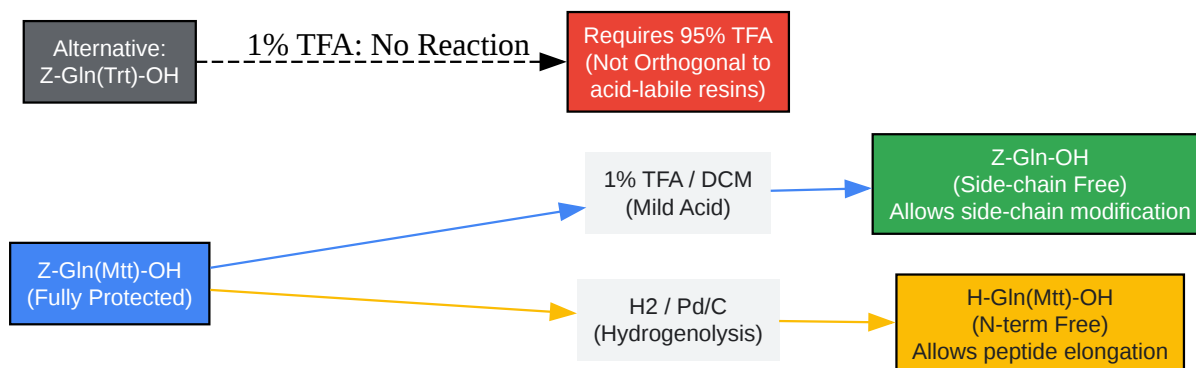 Alternative:
Z-Gln(Trt)-OH
1% TFA: No Reaction
Requires 95% TFA
(Not Orthogonal to
acid-labile resins)
Z-Gln(Mtt)-OH
(Fully Protected)
1% TFA / DCM
(Mild Acid)
Z-Gln-OH
(Side-chain Free)
Allows side-chain modification
H2 / Pd/C
(Hydrogenolysis)
H-Gln(Mtt)-OH
(N-term Free)
Allows peptide elongation